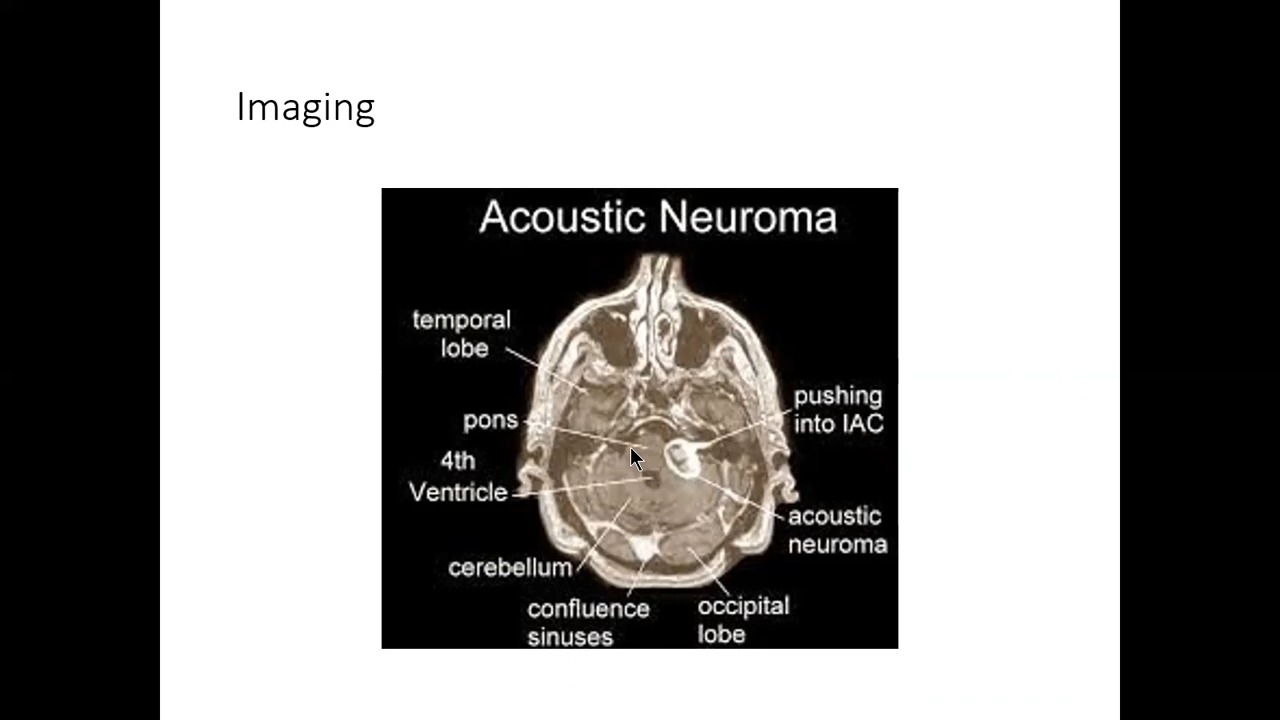 Imaging
Acoustic Neuroma
temporal
lobe
pons
4th
Ventricle
cerebellum
confluence
sinuses
occipital
lobe
acoustic
neuroma
pushing
into IAC